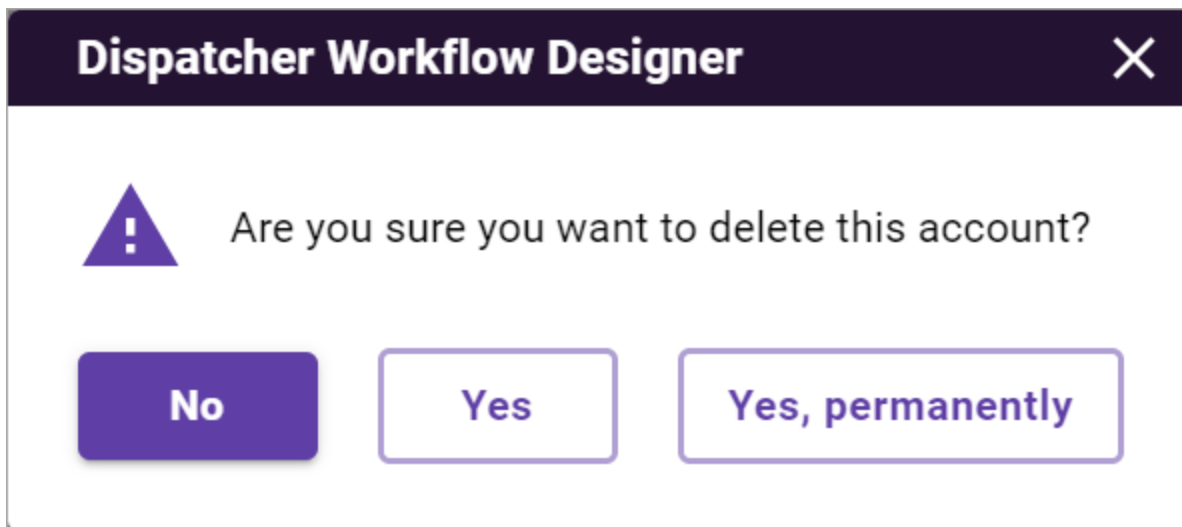 Dispatcher Workflow Designer
Are you sure you want to delete this account?
No
Yes
Yes, permanently